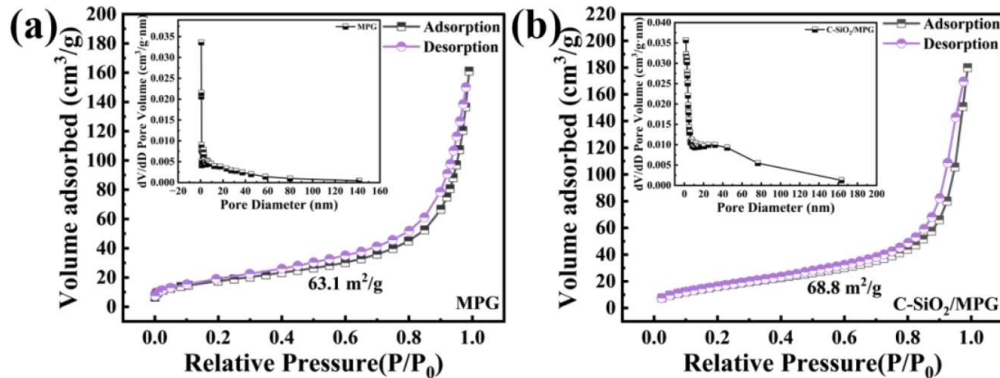 (a)
Volume adsorbed (cm³/g)
200
180
160
140
120
100
80
60
40
20
0
0.0 0.2 0.4 0.6 0.8 1.0
Relative Pressure(P/P₀)
Adsorption
Desorption
63.1 m²/g
MPG
dV/dD Pore Volume (cm³/g·nm)
0.040
0.035
0.030
0.025
0.020
0.015
0.010
0.005
0.000
−20 0 20 40 60 80 100 120 140 160
Pore Diameter (nm)
MPG
(b)
Volume adsorbed (cm³/g)
220
200
180
160
140
120
100
80
60
40
20
0
0.0 0.2 0.4 0.6 0.8 1.0
Relative Pressure(P/P₀)
Adsorption
Desorption
68.8 m²/g
C-SiO₂/MPG
dV/dD Pore Volume (cm³/g·nm)
0.040
0.035
0.030
0.025
0.020
0.015
0.010
0.005
0.000
0 20 40 60 80 100 120 140 160 180 200
Pore Diameter (nm)
C-SiO₂/MPG